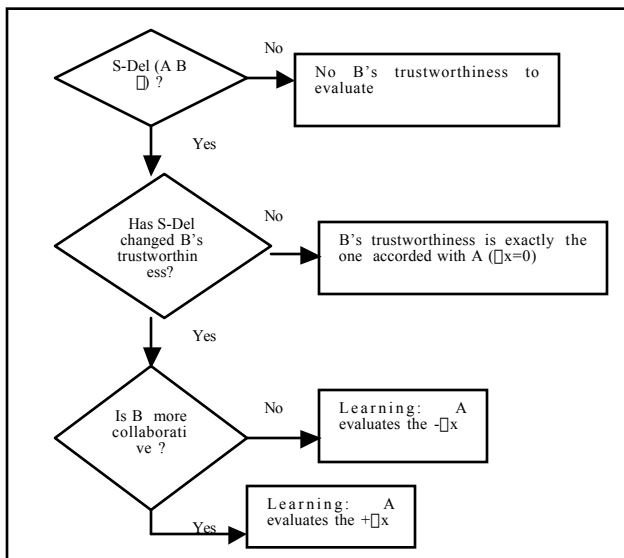 S-Del (A B
□) ?
No
No B's trustworthiness to
evaluate
Yes
Has S-Del
changed B's
trustworthin
ess?
No
B's trustworthiness is exactly the
one accorded with A (□x=0)
Yes
Is B more
collaborati
ve ?
No
Learning: A
evaluates the -□x
Learning: A
evaluates the +□x
Yes